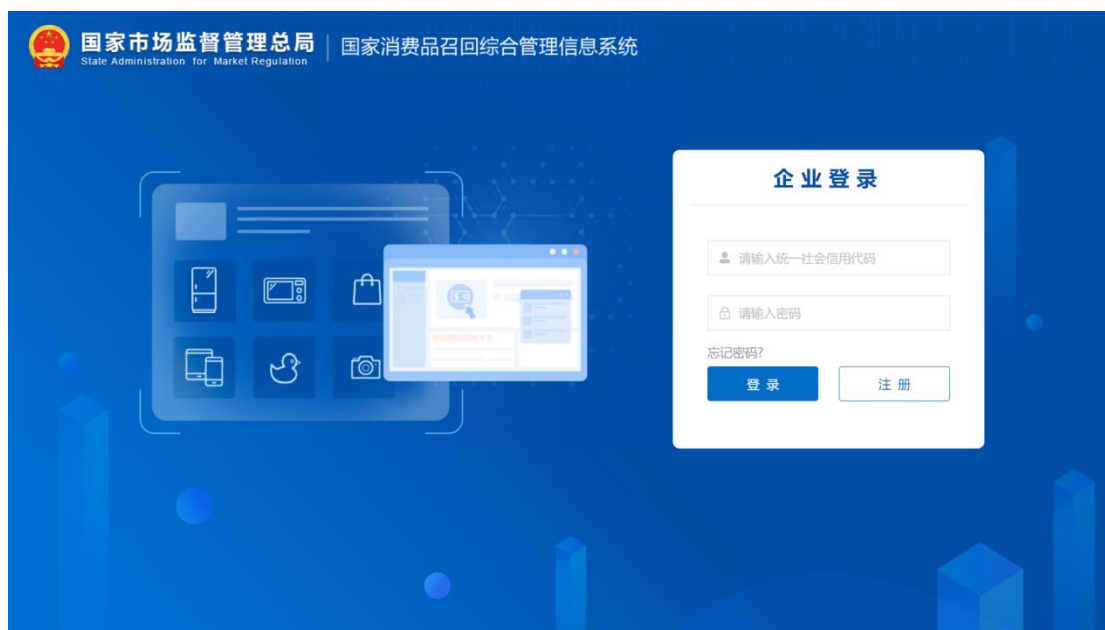 国家市场监督管理总局
State Administration for Market Regulation
国家消费品召回综合管理信息系统
企业登录
请输入统一社会信用代码
请输入密码
忘记密码?
登录
注册